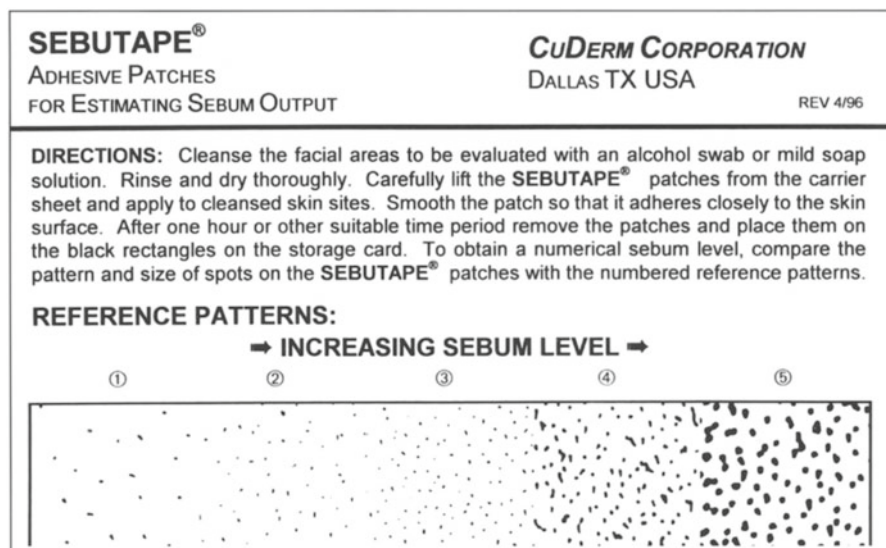 SEBUTAPE®
ADHESIVE PATCHES
FOR ESTIMATING SEBUM OUTPUT
CUDERM CORPORATION
DALLAS TX USA
REV 4/96
DIRECTIONS: Cleanse the facial areas to be evaluated with an alcohol swab or mild soap
solution. Rinse and dry thoroughly. Carefully lift the SEBUTAPE® patches from the carrier
sheet and apply to cleansed skin sites. Smooth the patch so that it adheres closely to the skin
surface. After one hour or other suitable time period remove the patches and place them on
the black rectangles on the storage card. To obtain a numerical sebum level, compare the
pattern and size of spots on the SEBUTAPE® patches with the numbered reference patterns.
REFERENCE PATTERNS:
➡ INCREASING SEBUM LEVEL ➡
① ② ③ ④ ⑤